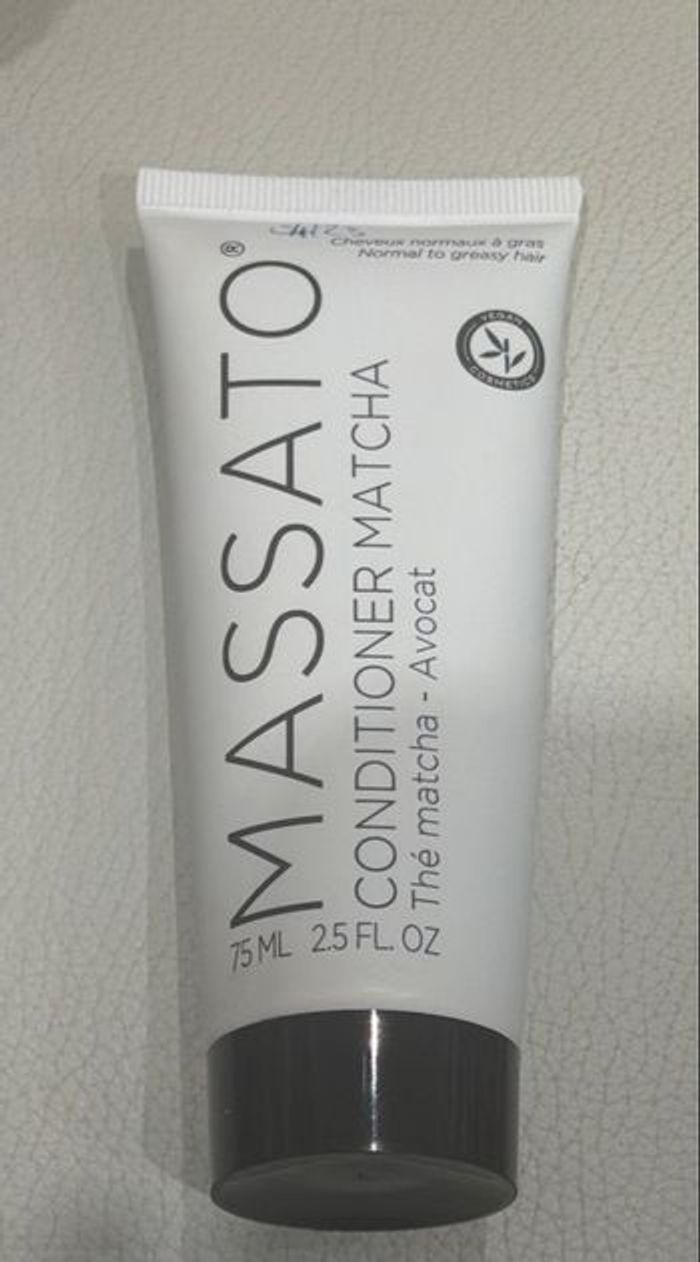 Cheveux normaux à gras
Normal to greasy hair
VEGAN
COSMETICS
MASSATO®
CONDITIONER MATCHA
Thé matcha - Avocat
75 ML 2.5 FL. OZ